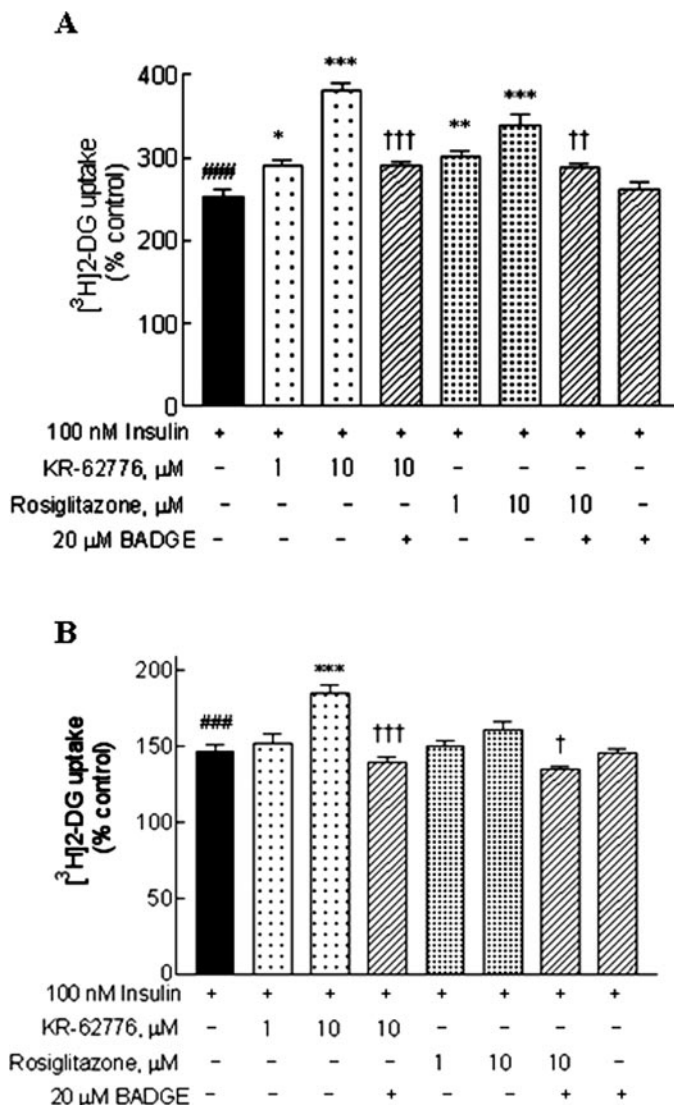 A
[³H]2-DG uptake
(% control)
400
300
200
100
0
### * *** ††† ** *** ††
100 nM Insulin + + + + + + + +
KR-62776, µM – 1 10 10 – – – –
Rosiglitazone, µM – – – – 1 10 10 –
20 µM BADGE – – – + – – + +
B
[³H]2-DG uptake
(% control)
200
150
100
50
0
### *** ††† †
100 nM Insulin + + + + + + + +
KR-62776, µM – 1 10 10 – – – –
Rosiglitazone, µM – – – – 1 10 10 –
20 µM BADGE – – – + – – + +